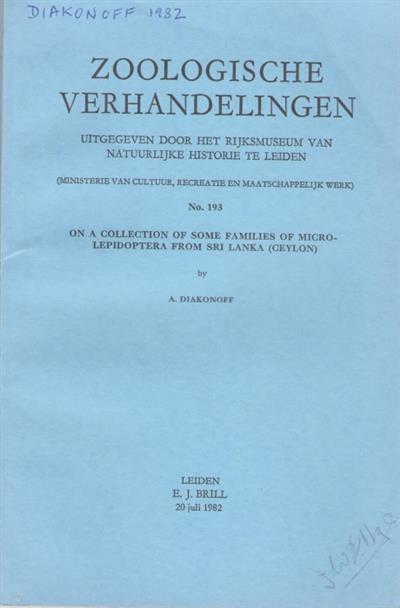 DIAKONOFF 1982
ZOOLOGISCHE
VERHANDELINGEN
UITGEGEVEN DOOR HET RIJKSMUSEUM VAN
NATUURLIJKE HISTORIE TE LEIDEN
(MINISTERIE VAN CULTUUR, RECREATIE EN MAATSCHAPPELIJK WERK)
No. 193
ON A COLLECTION OF SOME FAMILIES OF MICRO-
LEPIDOPTERA FROM SRI LANKA (CEYLON)
by
A. DIAKONOFF
LEIDEN
E. J. BRILL
20 juli 1982